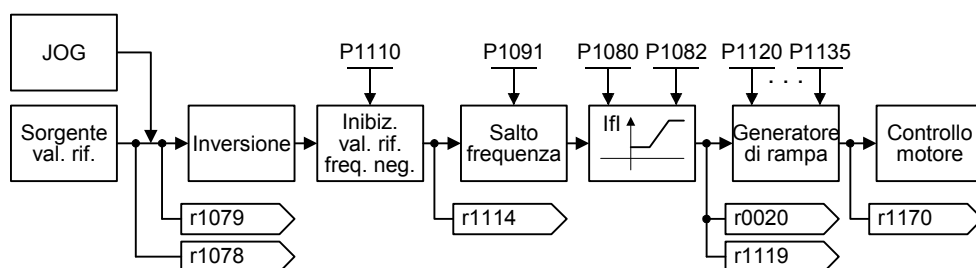 JOG
P1110
P1091
P1080
P1082
P1120
. . .
P1135
Sorgente
val. rif.
Inversione
Inibiz.
val. rif.
freq. neg.
Salto
frequenza
|f|
Generatore
di rampa
Controllo
motore
r1079
r1078
r1114
r0020
r1119
r1170